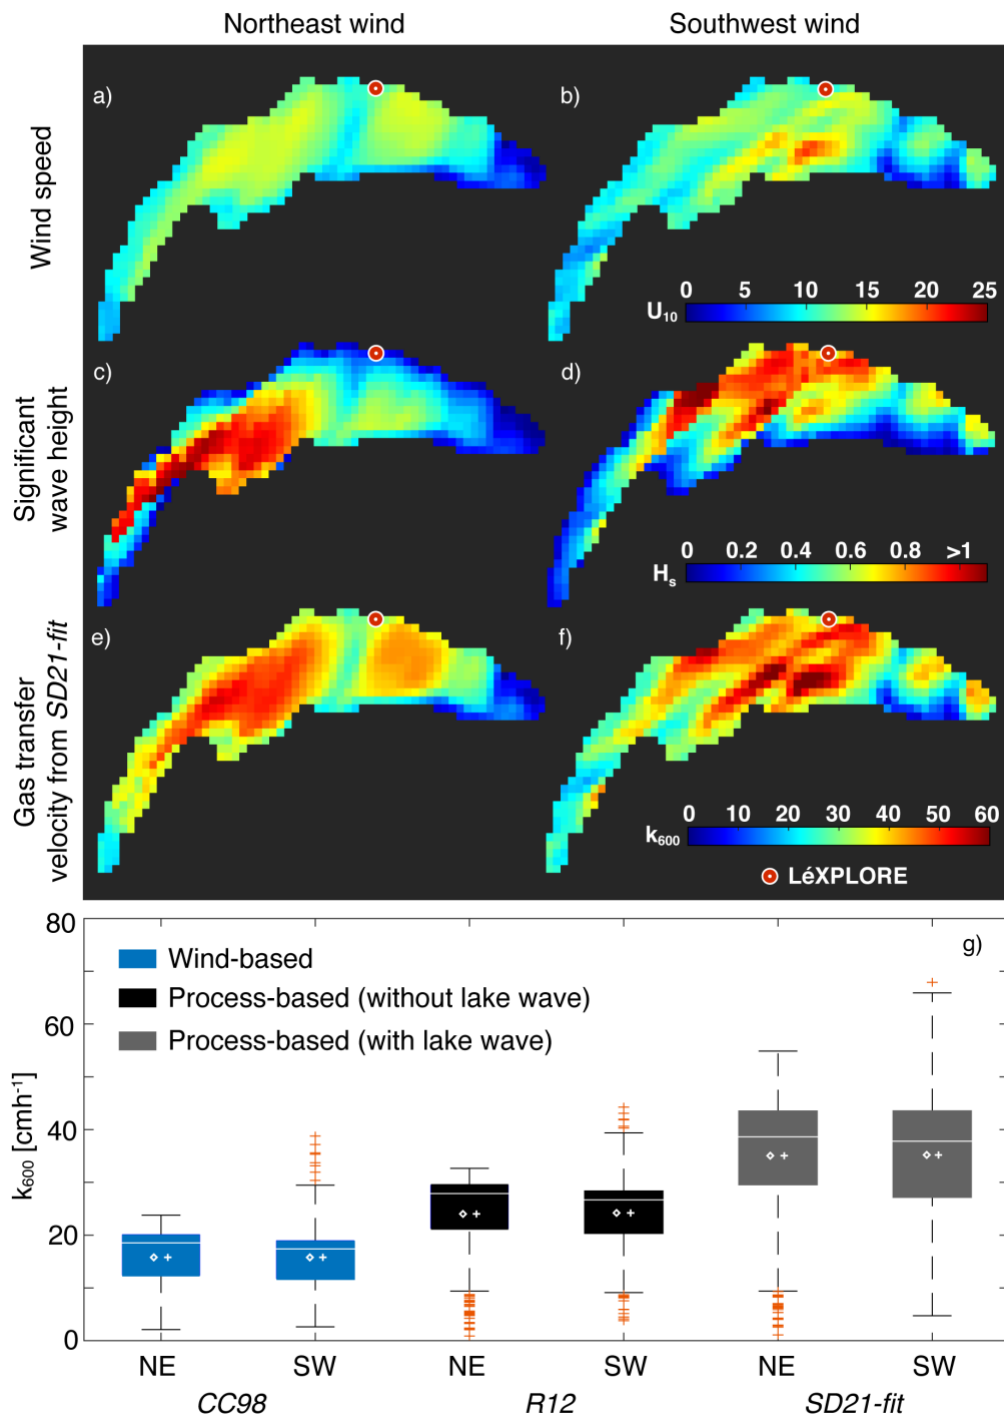 Northeast wind
Southwest wind
Wind speed
a)
b)
0 5 10 15 20 25
U10
Significant
wave height
c)
d)
0 0.2 0.4 0.6 0.8 >1
Hs
Gas transfer
velocity from SD21-fit
e)
f)
0 10 20 30 40 50 60
k600
LéXPLORE
g)
Wind-based
Process-based (without lake wave)
Process-based (with lake wave)
k600 [cmh-1]
80
60
40
20
0
NE SW NE SW NE SW
CC98 R12 SD21-fit